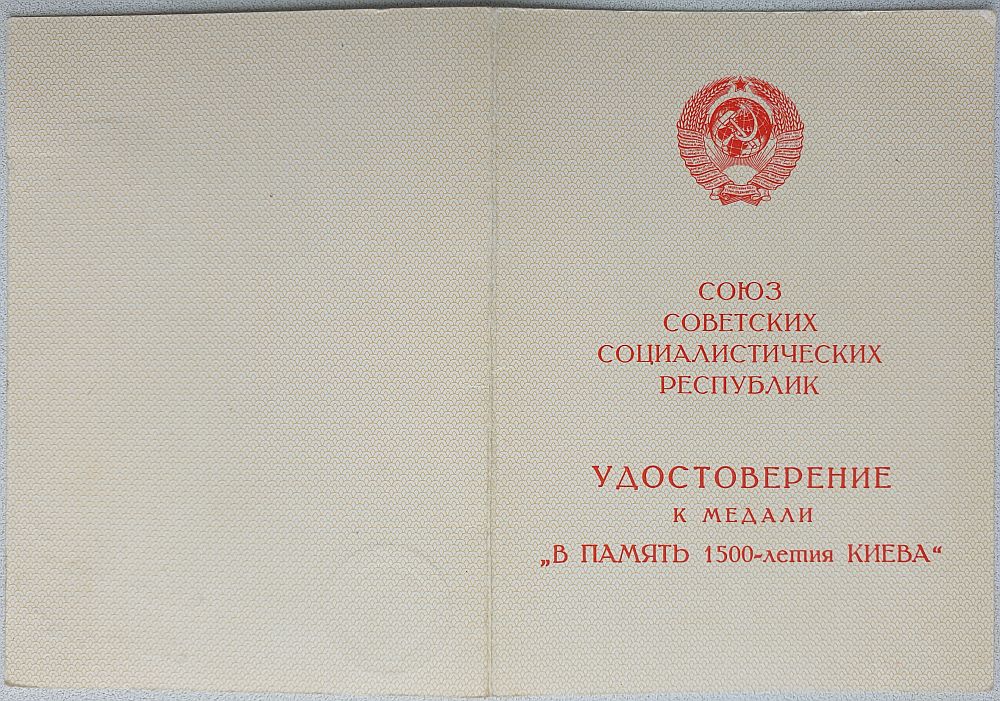 СОЮЗ
СОВЕТСКИХ
СОЦИАЛИСТИЧЕСКИХ
РЕСПУБЛИК
УДОСТОВЕРЕНИЕ
К МЕДАЛИ
„В ПАМЯТЬ 1500-летия КИЕВА“